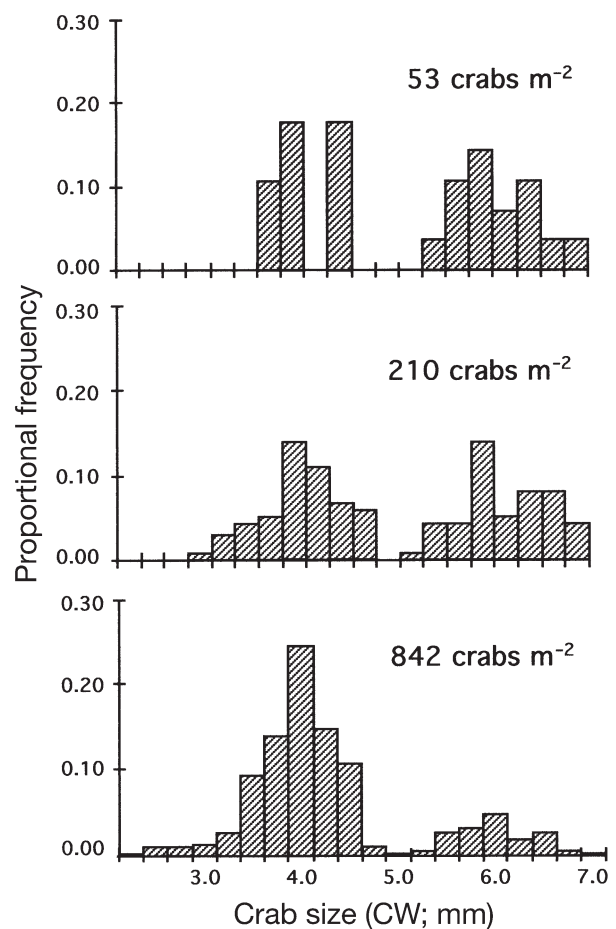 0.30
53 crabs m⁻²
0.20
0.10
0.00
0.30
210 crabs m⁻²
0.20
0.10
0.00
Proportional frequency
0.30
842 crabs m⁻²
0.20
0.10
0.00
3.0 4.0 5.0 6.0 7.0
Crab size (CW; mm)